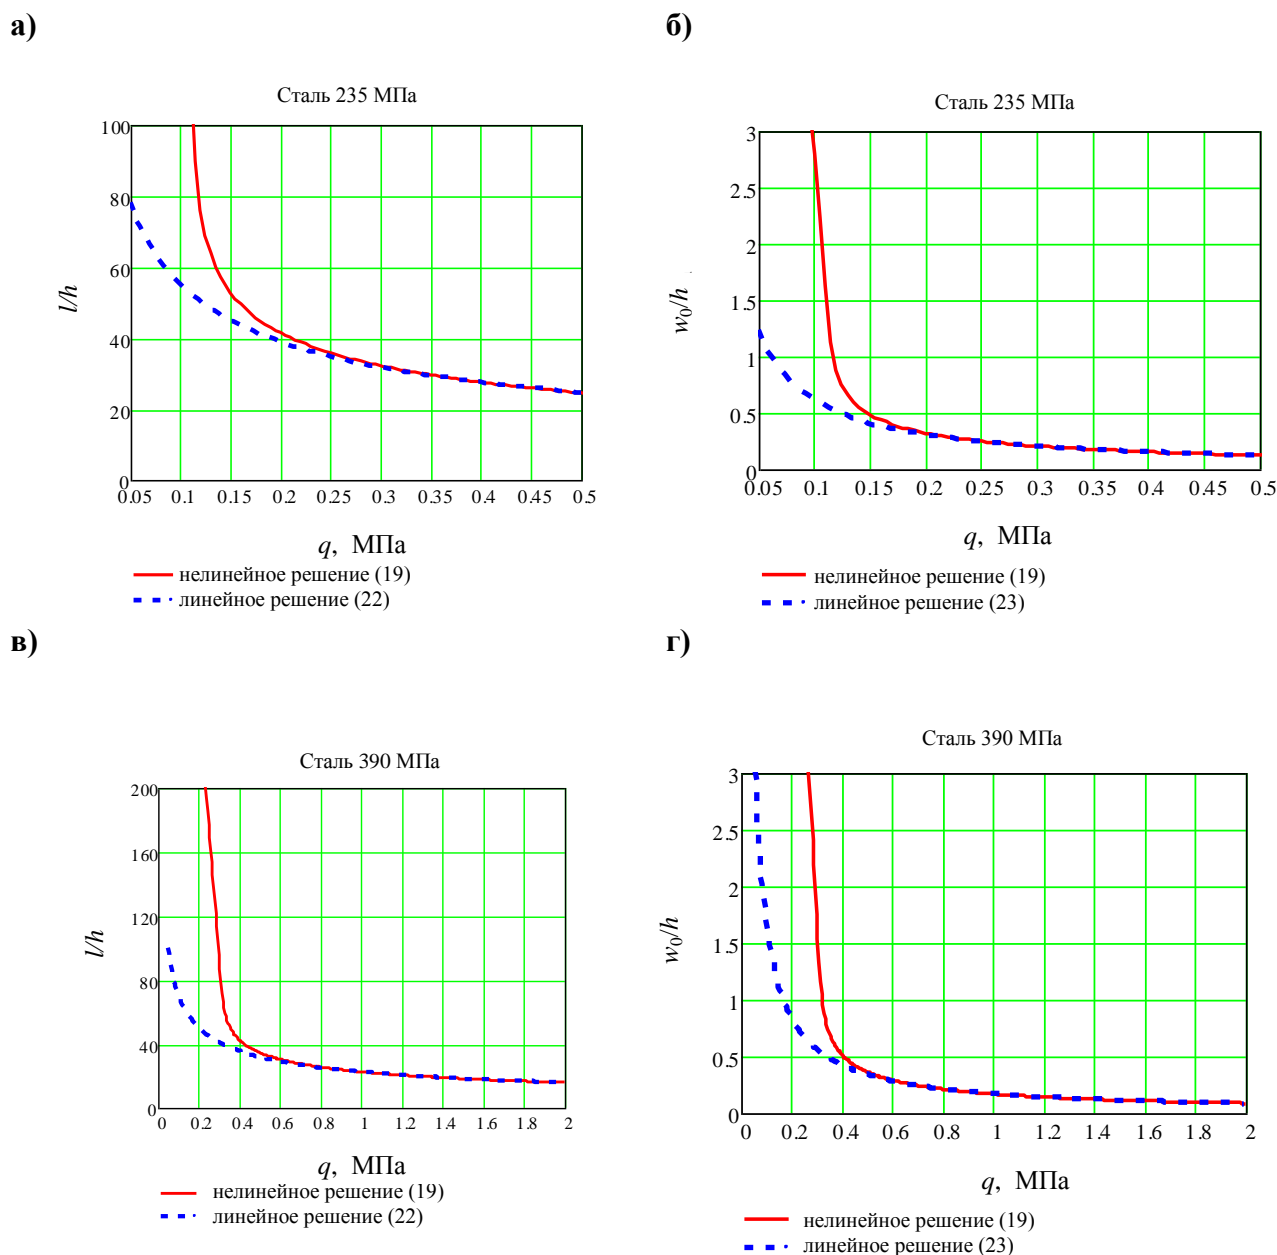 а)
Сталь 235 МПа
100
80
60
40
20
0
l/h
0.05 0.1 0.15 0.2 0.25 0.3 0.35 0.4 0.45 0.5
q, МПа
нелинейное решение (19)
линейное решение (22)
б)
Сталь 235 МПа
3
2.5
2
1.5
1
0.5
0
w0/h
0.05 0.1 0.15 0.2 0.25 0.3 0.35 0.4 0.45 0.5
q, МПа
нелинейное решение (19)
линейное решение (23)
в)
Сталь 390 МПа
200
160
120
80
40
0
l/h
0 0.2 0.4 0.6 0.8 1 1.2 1.4 1.6 1.8 2
q, МПа
нелинейное решение (19)
линейное решение (22)
г)
Сталь 390 МПа
3
2.5
2
1.5
1
0.5
0
w0/h
0 0.2 0.4 0.6 0.8 1 1.2 1.4 1.6 1.8 2
q, МПа
нелинейное решение (19)
линейное решение (23)